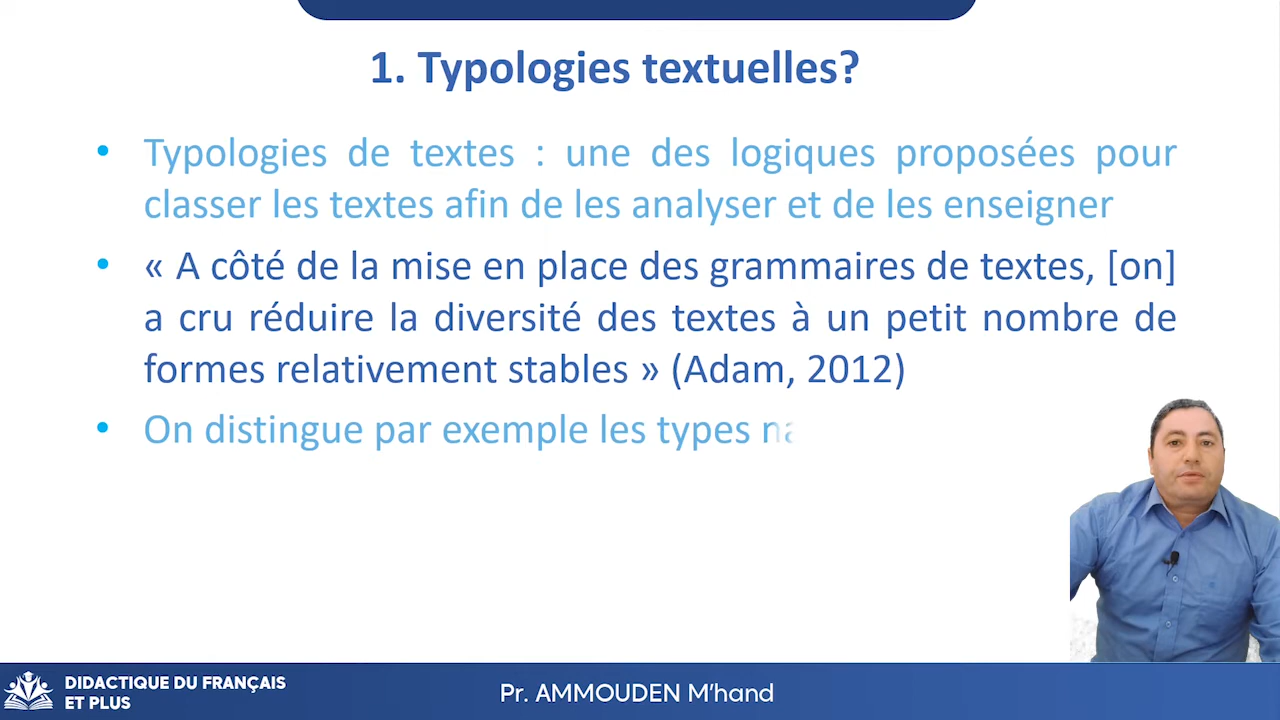 1. Typologies textuelles?
• Typologies de textes : une des logiques proposées pour
classer les textes afin de les analyser et de les enseigner
• « A côté de la mise en place des grammaires de textes, [on]
a cru réduire la diversité des textes à un petit nombre de
formes relativement stables » (Adam, 2012)
• On distingue par exemple les types na
DIDACTIQUE DU FRANÇAIS
ET PLUS
Pr. AMMOUDEN M'hand